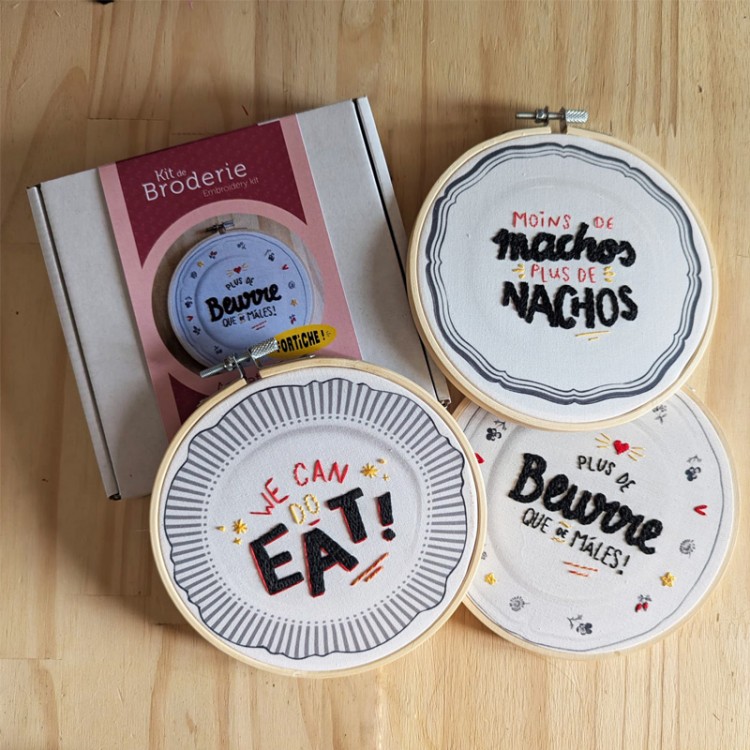 Kit de
Broderie
Embroidery kit
PLUS DE
Beurre
QUE DE MÂLES!
FORTICHE!
MOINS DE
machos
PLUS DE
NACHOS
WE CAN
DO
EAT!
PLUS DE
Beurre
QUE DE MÂLES!